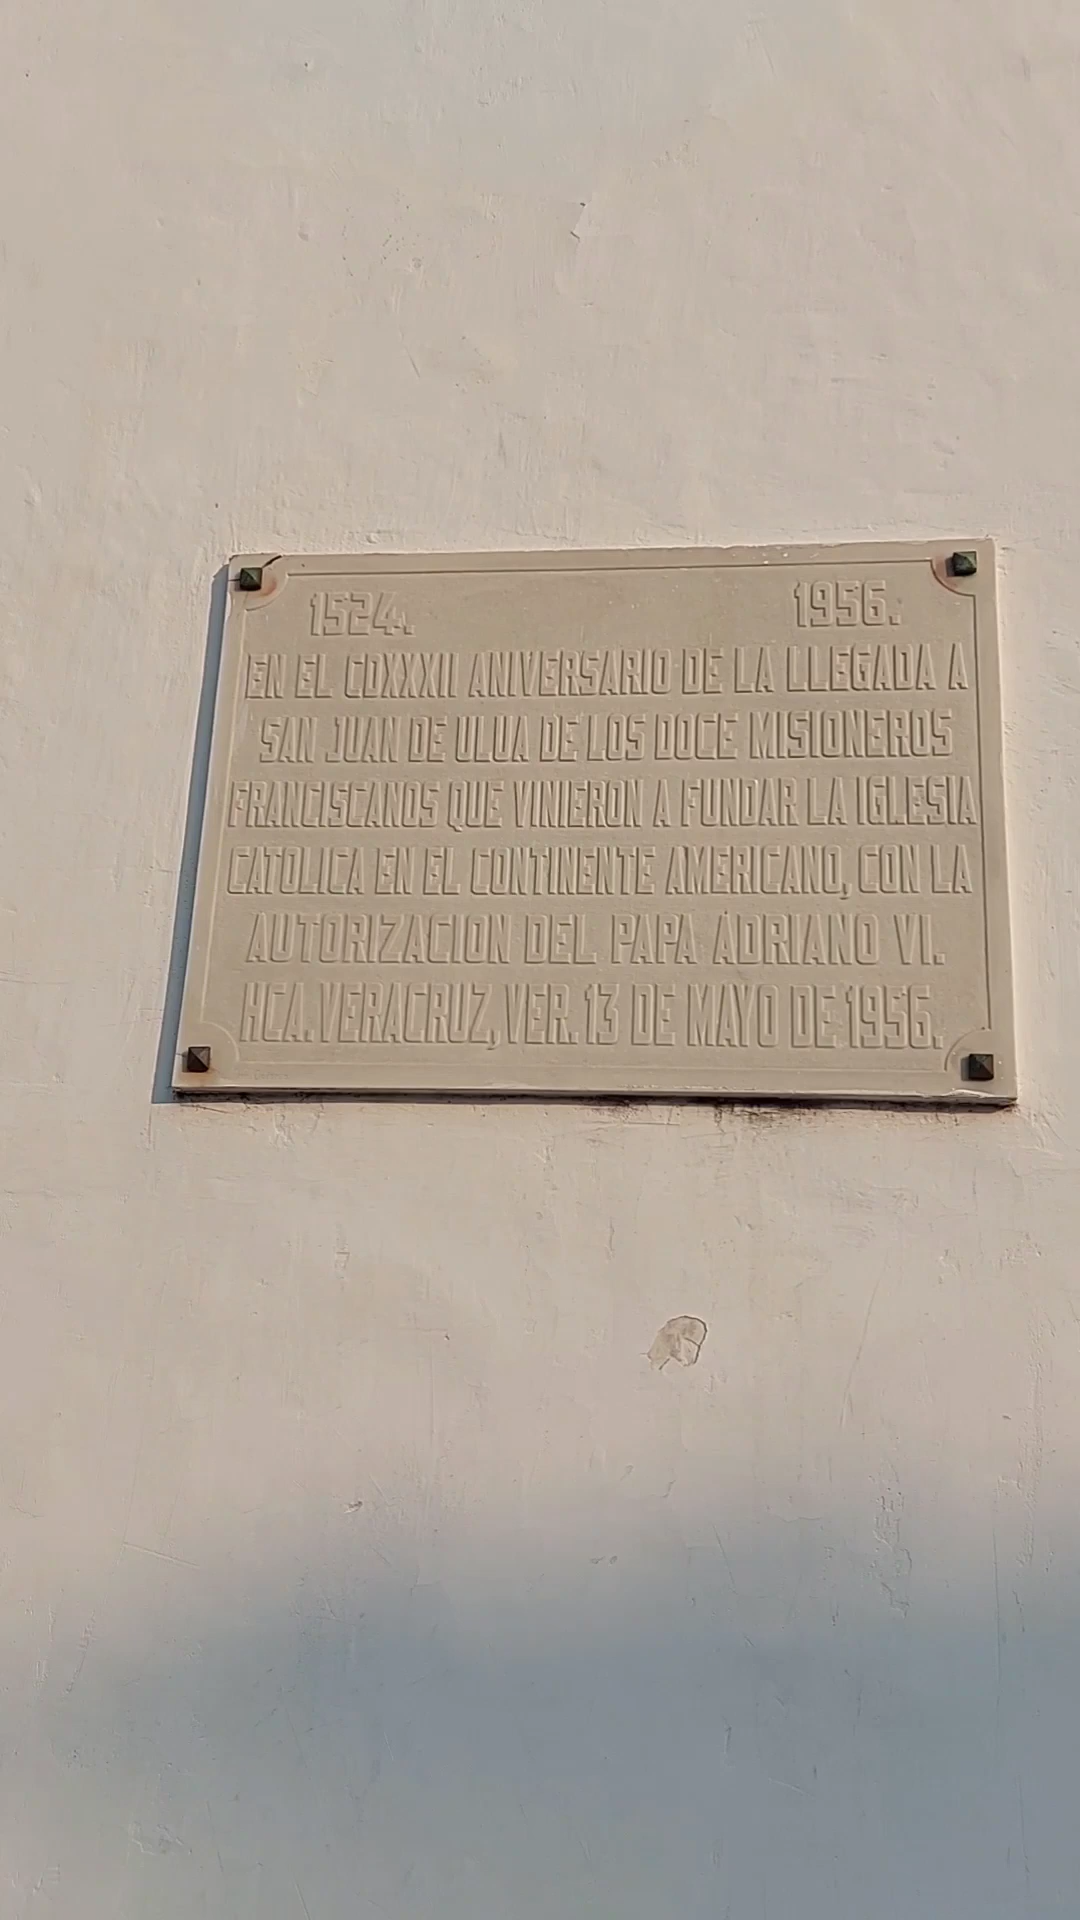 1524. 1956.
EN EL CDXXXII ANIVERSARIO DE LA LLEGADA A
SAN JUAN DE ULUA DE LOS DOCE MISIONEROS
FRANCISCANOS QUE VINIERON A FUNDAR LA IGLESIA
CATOLICA EN EL CONTINENTE AMERICANO, CON LA
AUTORIZACION DEL PAPA ADRIANO VI.
HCA. VERACRUZ, VER. 13 DE MAYO DE 1956.